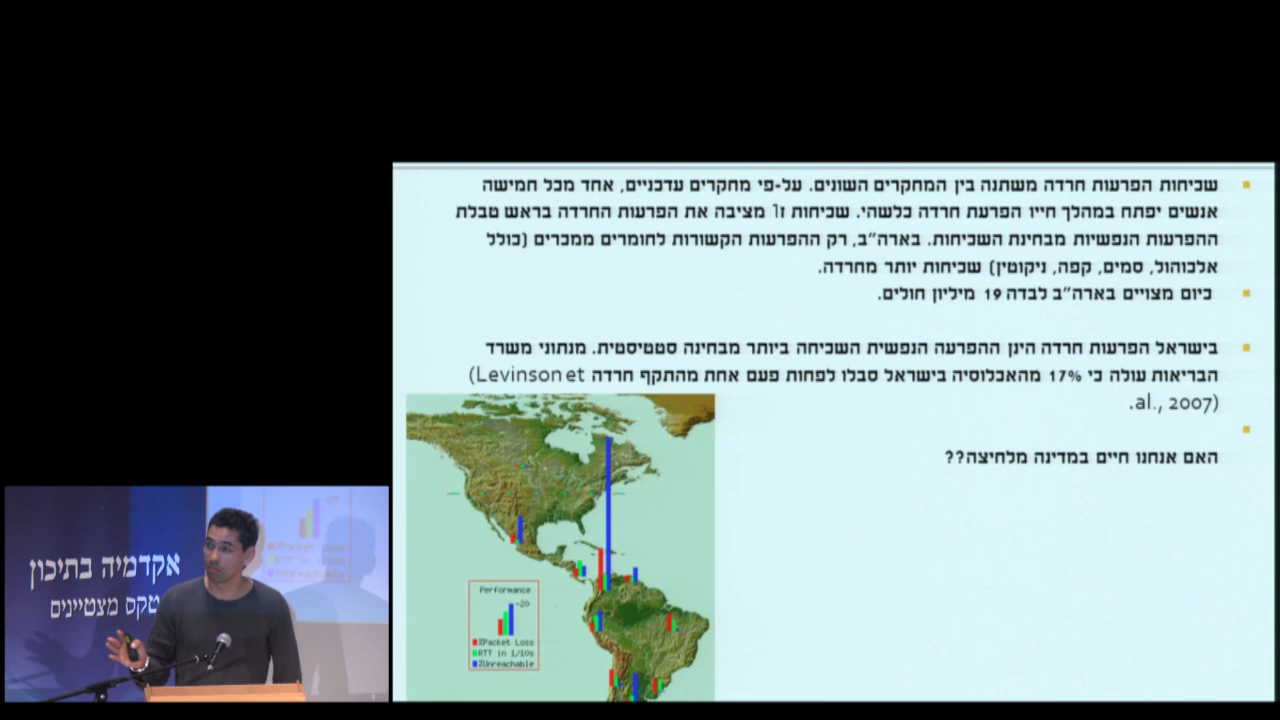 שכיחות הפרעות חרדה משתנה בין המחקרים השונים. על-פי מחקרים עדכניים, אחד מכל חמישה
אנשים יפתח במהלך חייו הפרעת חרדה כלשהי. שכיחות זו מציבה את הפרעות החרדה בראש טבלת
ההפרעות הנפשיות מבחינת השכיחות. בארה"ב, רק ההפרעות הקשורות לחומרים ממכרים (כולל
אלכוהול, סמים, קפה, ניקוטין) שכיחות יותר מחרדה.
כיום מצויים בארה"ב לבדה 19 מיליון חולים.
בישראל הפרעות חרדה הינן ההפרעה הנפשית השכיחה ביותר מבחינה סטטיסטית. מנתוני משרד
הבריאות עולה כי 17% מהאכלוסיה בישראל סבלו לפחות פעם אחת מהתקף חרדה (Levinson et
al., 2007).
האם אנחנו חיים במדינה מלחיצה??
Performance
-20
%Packet Loss
RTT in 1/10s
%Unreachable
אקדמיה בתיכון
טקס מצטיינים